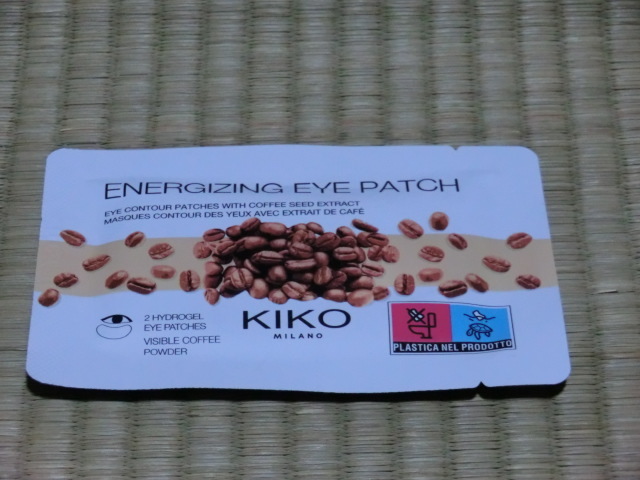 ENERGIZING EYE PATCH
EYE CONTOUR PATCHES WITH COFFEE SEED EXTRACT
MASQUES CONTOUR DES YEUX AVEC EXTRAIT DE CAFÉ
2 HYDROGEL
EYE PATCHES
VISIBLE COFFEE
POWDER
KIKO
MILANO
PLASTICA NEL PRODOTTO